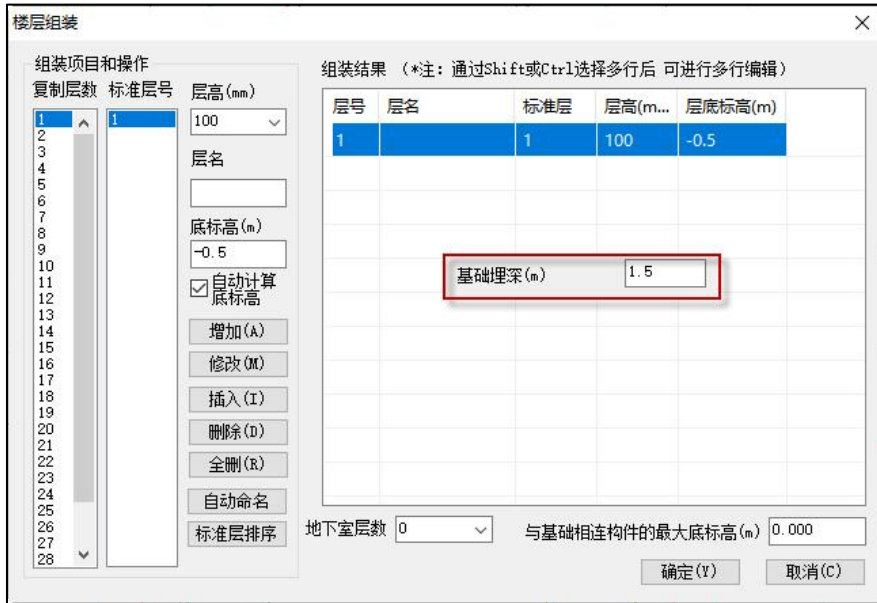 楼层组装
组装项目和操作
复制层数 标准层号 层高(mm)
1
2
3
4
5
6
7
8
9
10
11
12
13
14
15
16
17
18
19
20
21
22
23
24
25
26
27
28
1
100
层名
底标高(m)
-0.5
自动计算
底标高
增加(A)
修改(M)
插入(I)
删除(D)
全删(R)
自动命名
标准层排序
组装结果 (*注: 通过Shift或Ctrl选择多行后 可进行多行编辑)
层号 层名 标准层 层高(m... 层底标高(m)
1 1 100 -0.5
基础埋深(m) 1.5
地下室层数 0 与基础相连构件的最大底标高(m) 0.000
确定(Y) 取消(C)